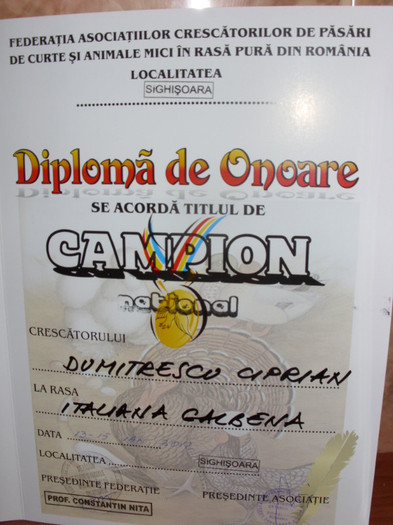 FEDERAȚIA ASOCIAȚIILOR CRESCĂTORILOR DE PĂSĂRI
DE CURTE ȘI ANIMALE MICI ÎN RASĂ PURĂ DIN ROMÂNIA
LOCALITATEA
SIGHIȘOARA
Diplomã de Onoare
SE ACORDĂ TITLUL DE
CAMPION
național
CRESCĂTORULUI
DUMITRESCU CIPRIAN
LA RASA
ITALIANA GALBENA
DATA
LOCALITATEA SIGHIȘOARA
PREȘEDINTE FEDERAȚIE PREȘEDINTE ASOCIAȚIE
PROF. CONSTANTIN NIȚA